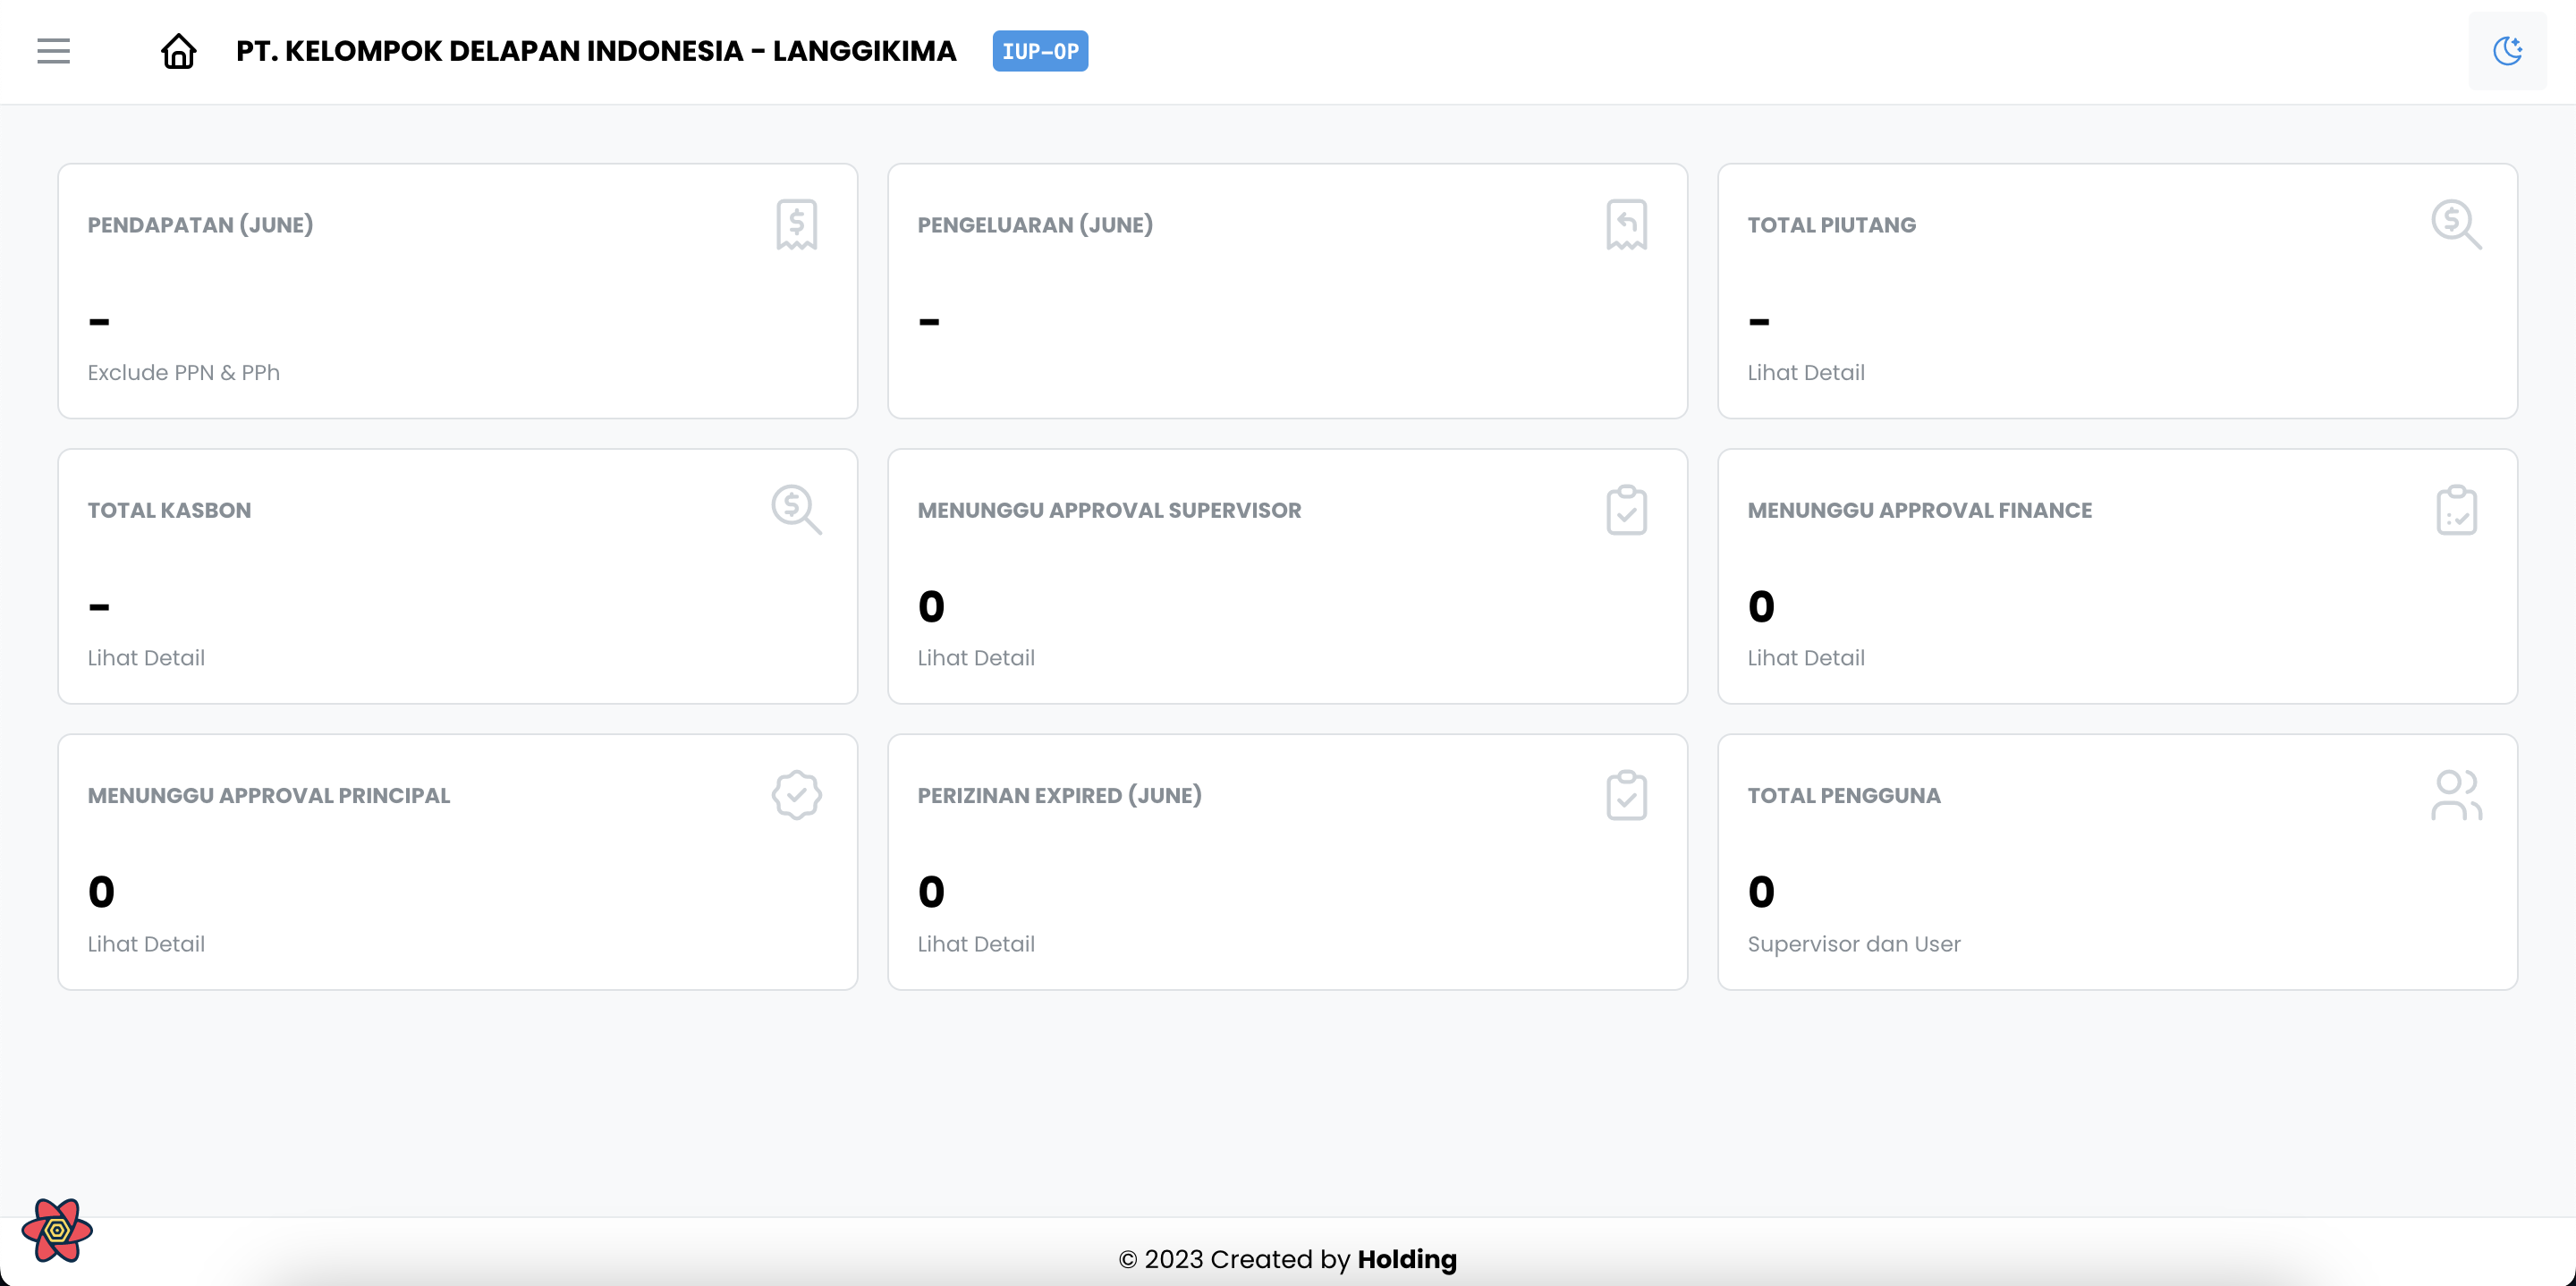 PT. KELOMPOK DELAPAN INDONESIA - LANGGIKIMA IUP-OP
PENDAPATAN (JUNE)
-
Exclude PPN & PPh
PENGELUARAN (JUNE)
-
TOTAL PIUTANG
-
Lihat Detail
TOTAL KASBON
-
Lihat Detail
MENUNGGU APPROVAL SUPERVISOR
0
Lihat Detail
MENUNGGU APPROVAL FINANCE
0
Lihat Detail
MENUNGGU APPROVAL PRINCIPAL
0
Lihat Detail
PERIZINAN EXPIRED (JUNE)
0
Lihat Detail
TOTAL PENGGUNA
0
Supervisor dan User
© 2023 Created by Holding